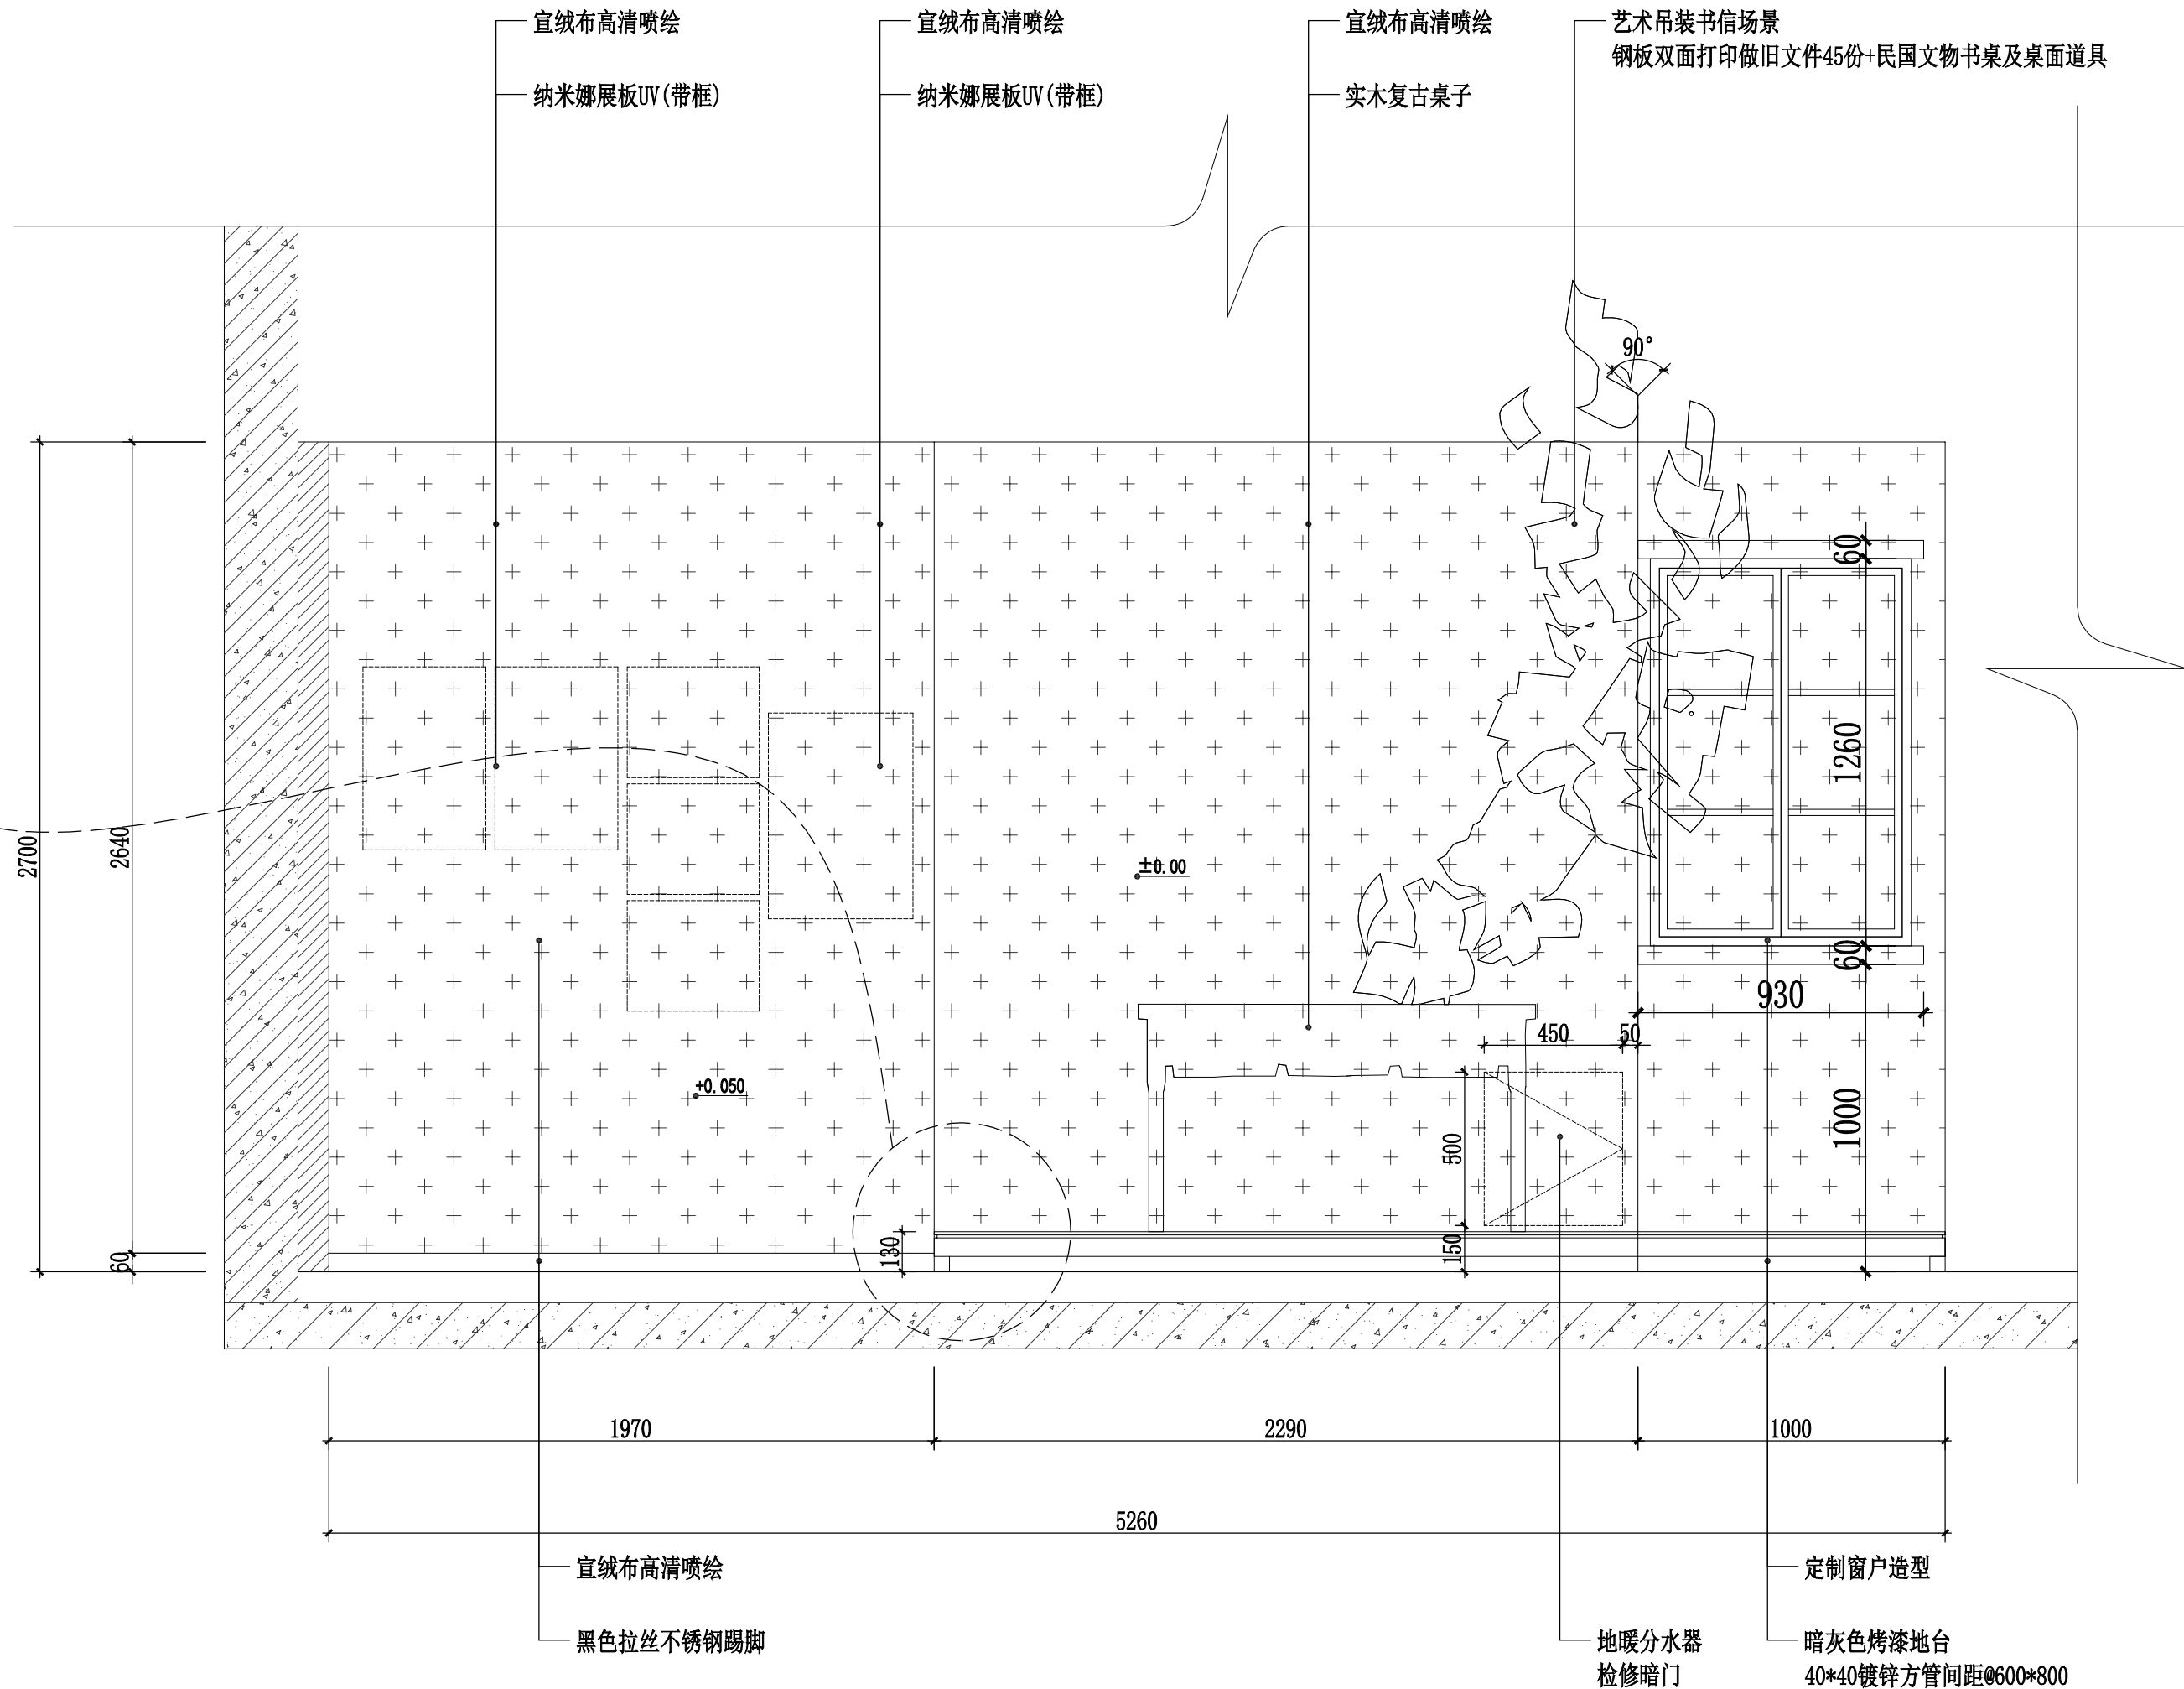 宣绒布高清喷绘
宣绒布高清喷绘
宣绒布高清喷绘
艺术吊装书信场景
钢板双面打印做旧文件45份+民国文物书桌及桌面道具
纳米娜展板UV(带框)
纳米娜展板UV(带框)
实木复古桌子
90°
60
1260
60
930
1000
2700
2640
60
±0.00
+0.050
450
50
500
150
130
1970
2290
1000
5260
宣绒布高清喷绘
定制窗户造型
黑色拉丝不锈钢踢脚
地暖分水器
检修暗门
暗灰色烤漆地台
40*40镀锌方管间距@600*800